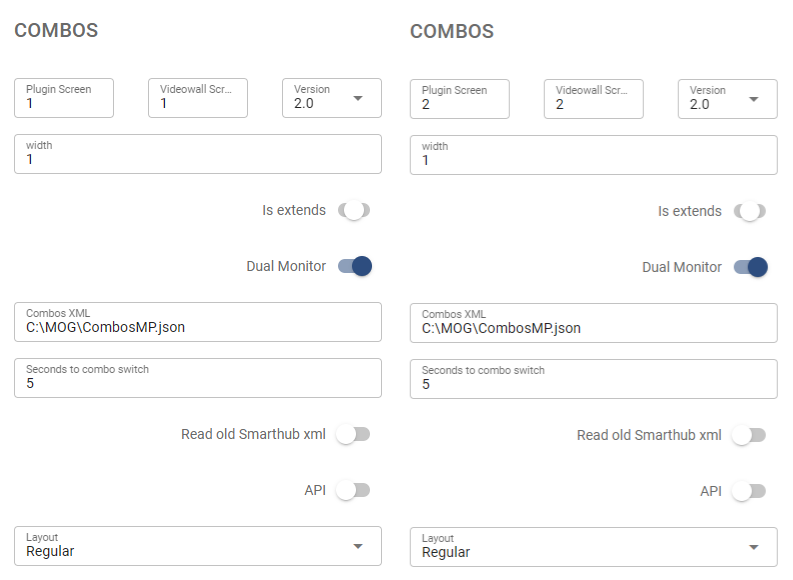 COMBOS
Plugin Screen
1
Videowall Scr...
1
Version
2.0
width
1
Is extends
Dual Monitor
Combos XML
C:\MOG\CombosMP.json
Seconds to combo switch
5
Read old Smarthub xml
API
Layout
Regular
COMBOS
Plugin Screen
2
Videowall Scr...
2
Version
2.0
width
1
Is extends
Dual Monitor
Combos XML
C:\MOG\CombosMP.json
Seconds to combo switch
5
Read old Smarthub xml
API
Layout
Regular